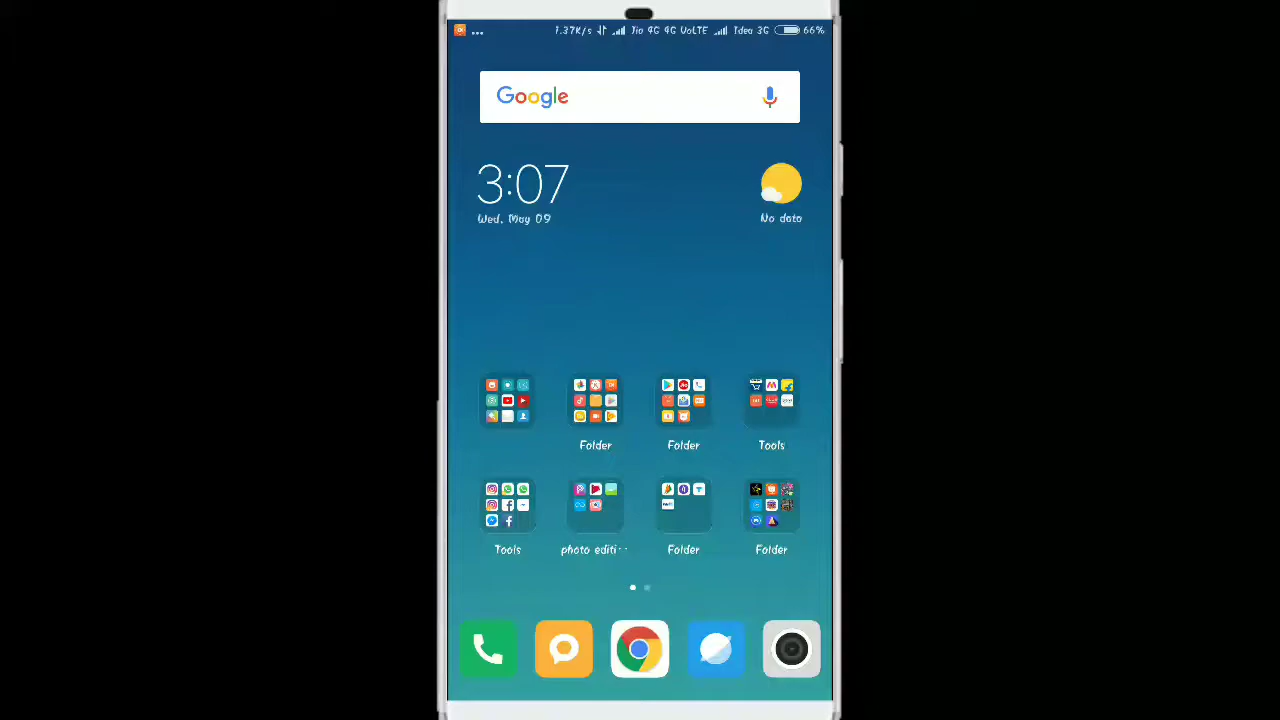 1.37K/s Jio 4G 4G VoLTE Idea 3G 66%
Google
3:07
Wed, May 09
No data
Folder Folder Tools
Tools photo editi·· Folder Folder